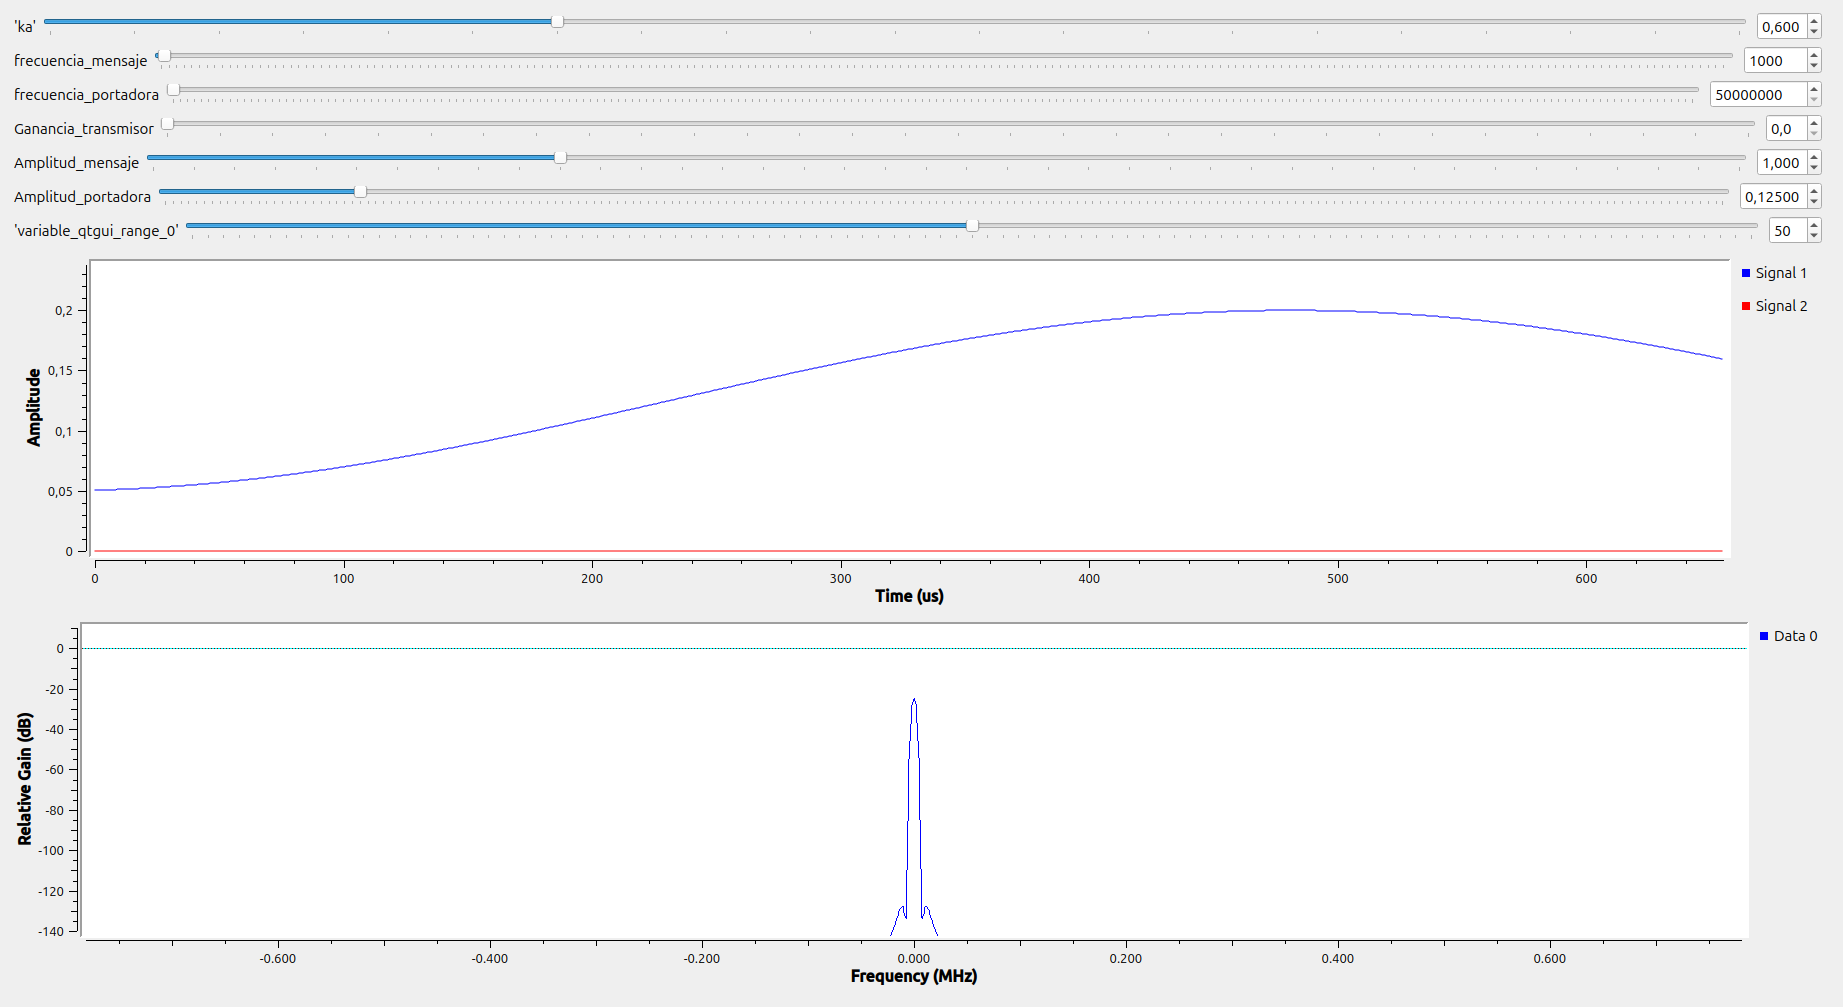 'ka' 0,600
frecuencia_mensaje 1000
frecuencia_portadora 50000000
Ganancia_transmisor 0,0
Amplitud_mensaje 1,000
Amplitud_portadora 0,12500
'variable_qtgui_range_0' 50
Signal 1
Signal 2
Amplitude
0,2
0,15
0,1
0,05
0
0 100 200 300 400 500 600
Time (us)
Data 0
Relative Gain (dB)
0
-20
-40
-60
-80
-100
-120
-140
-0.600 -0.400 -0.200 0.000 0.200 0.400 0.600
Frequency (MHz)